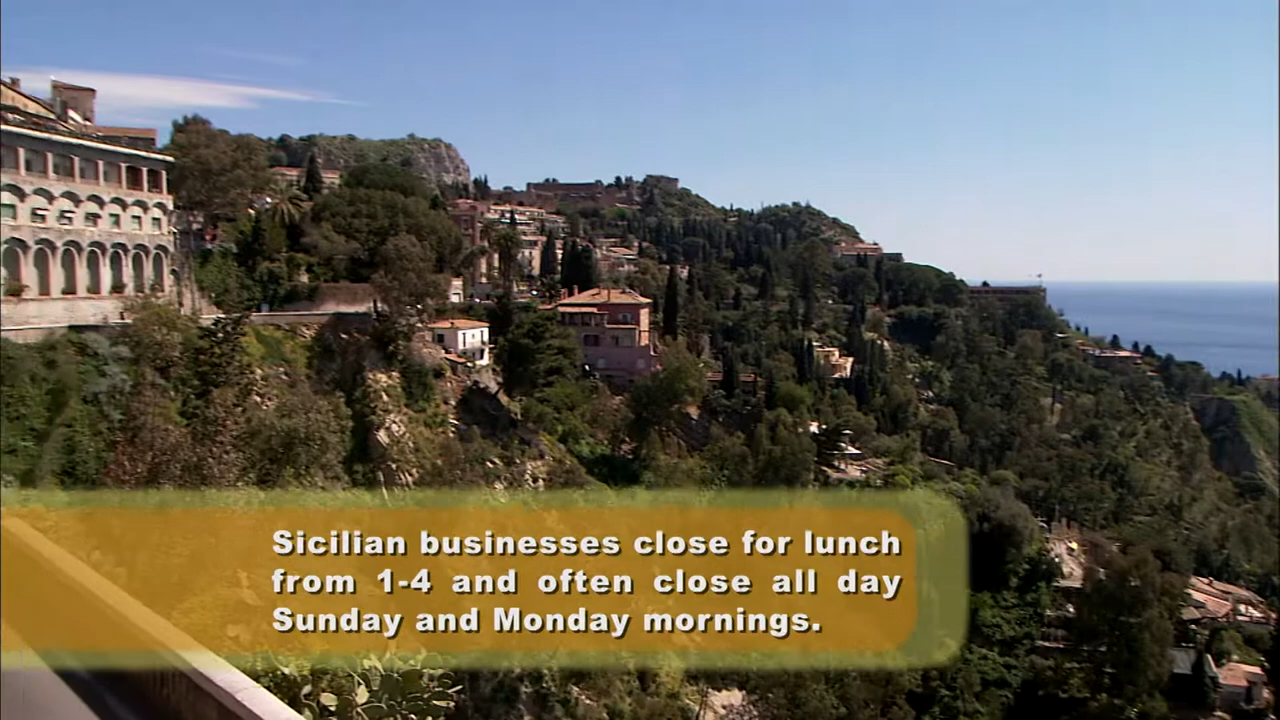 Sicilian businesses close for lunch
from 1-4 and often close all day
Sunday and Monday mornings.